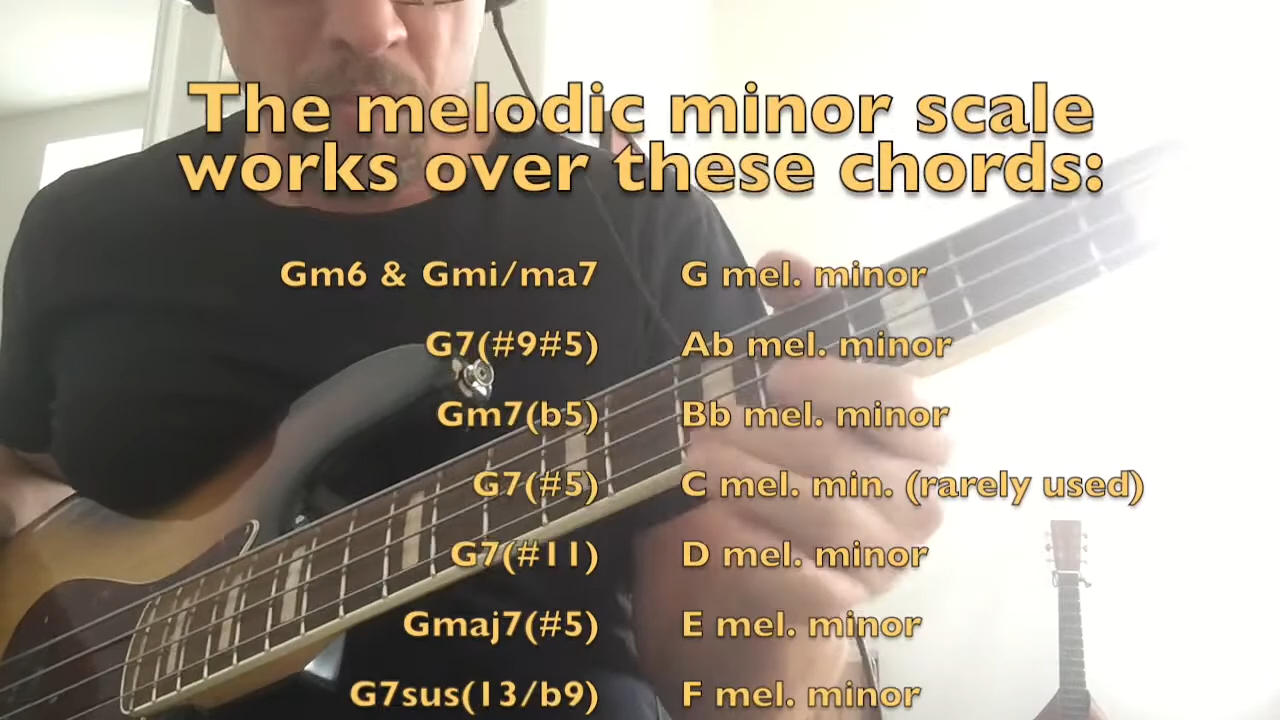 The melodic minor scale
works over these chords:
Gm6 & Gmi/ma7 G mel. minor
G7(#9#5) Ab mel. minor
Gm7(b5) Bb mel. minor
G7(#5) C mel. min. (rarely used)
G7(#11) D mel. minor
Gmaj7(#5) E mel. minor
G7sus(13/b9) F mel. minor